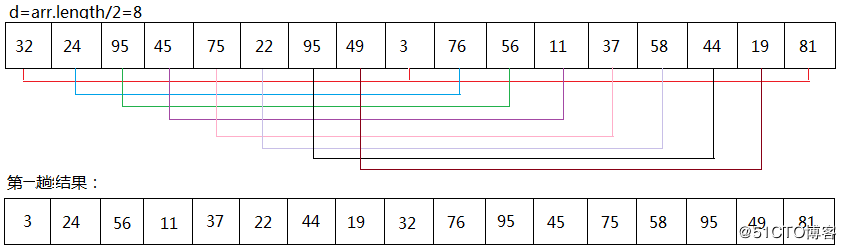 d=arr.length/2=8
32 24 95 45 75 22 95 49 3 76 56 11 37 58 44 19 81
第一趟结果：
3 24 56 11 37 22 44 19 32 76 95 45 75 58 95 49 81
@51CTO博客